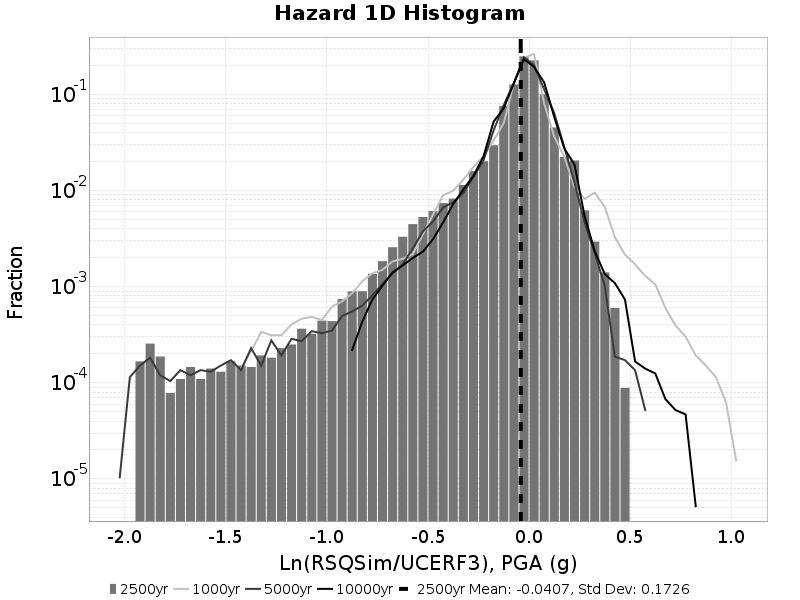 Hazard 1D Histogram
Fraction
10-1
10-2
10-3
10-4
10-5
-2.0 -1.5 -1.0 -0.5 0.0 0.5 1.0
Ln(RSQSim/UCERF3), PGA (g)
2500yr 1000yr 5000yr 10000yr 2500yr Mean: -0.0407, Std Dev: 0.1726